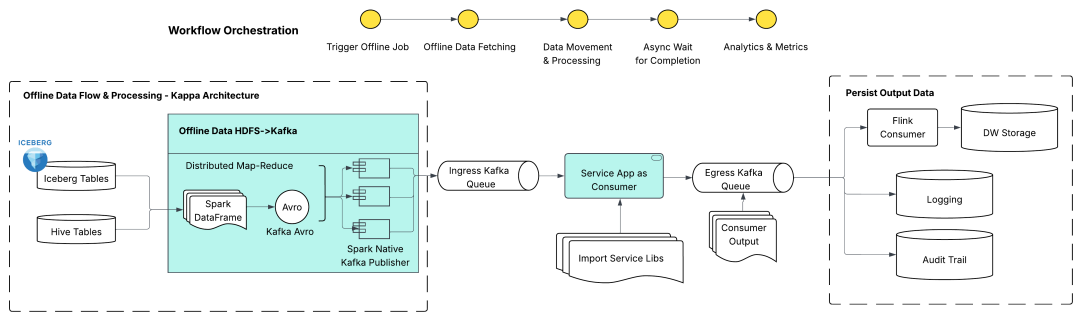 Workflow Orchestration
Trigger Offline Job
Offline Data Fetching
Data Movement
& Processing
Async Wait
for Completion
Analytics & Metrics
Offline Data Flow & Processing - Kappa Architecture
Offline Data HDFS->Kafka
ICEBERG
Iceberg Tables
Hive Tables
Distributed Map-Reduce
Spark
DataFrame
Avro
Kafka Avro
Spark Native
Kafka Publisher
Ingress Kafka
Queue
Service App as
Consumer
Import Service Libs
Egress Kafka
Queue
Consumer
Output
Persist Output Data
Flink
Consumer
DW Storage
Logging
Audit Trail